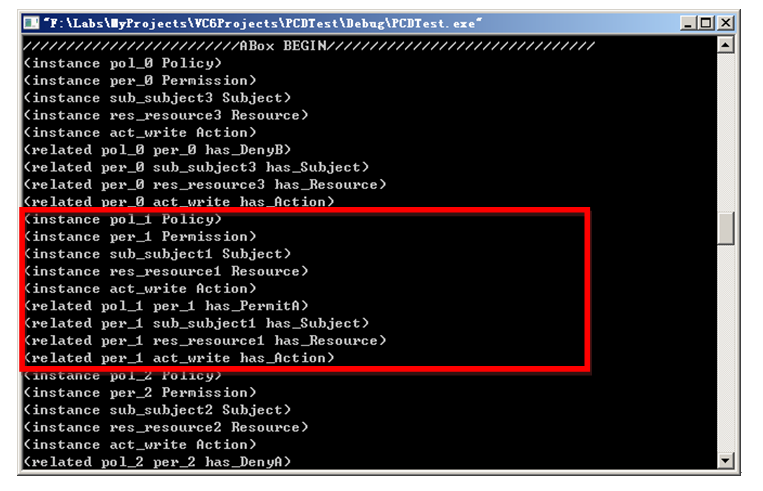 "F:\Labs\MyProjects\VC6Projects\PCDTest\Debug\PCDTest.exe"
/////////////////////////ABox BEGIN///////////////////////////////
(instance pol_0 Policy)
(instance per_0 Permission)
(instance sub_subject3 Subject)
(instance res_resource3 Resource)
(instance act_write Action)
(related pol_0 per_0 has_DenyB)
(related per_0 sub_subject3 has_Subject)
(related per_0 res_resource3 has_Resource)
(related per_0 act_write has_Action)
(instance pol_1 Policy)
(instance per_1 Permission)
(instance sub_subject1 Subject)
(instance res_resource1 Resource)
(instance act_write Action)
(related pol_1 per_1 has_PermitA)
(related per_1 sub_subject1 has_Subject)
(related per_1 res_resource1 has_Resource)
(related per_1 act_write has_Action)
(instance pol_2 Policy)
(instance per_2 Permission)
(instance sub_subject2 Subject)
(instance res_resource2 Resource)
(instance act_write Action)
(related pol_2 per_2 has_DenyA)